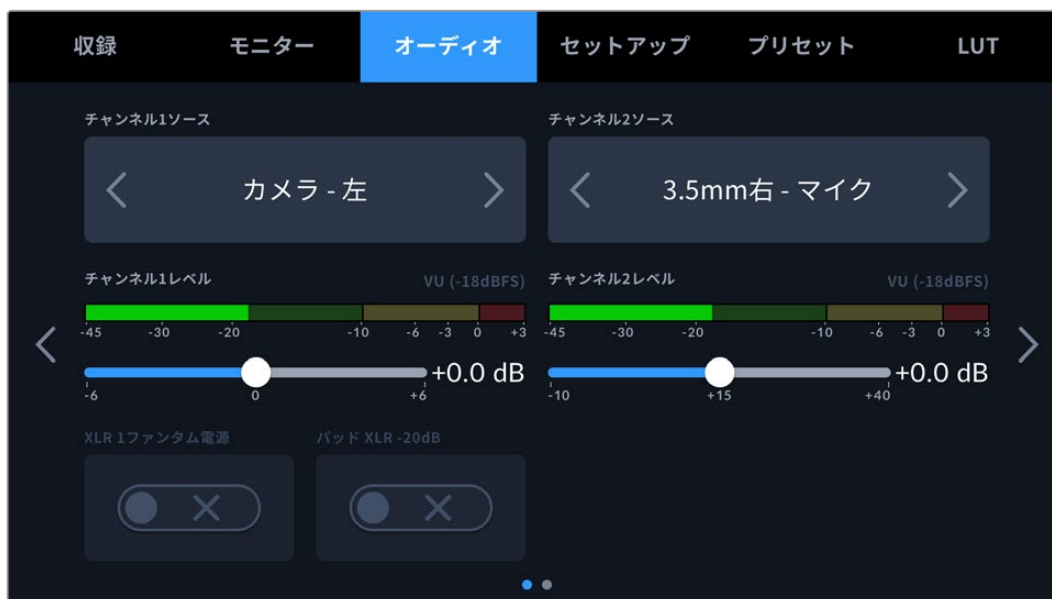 収録 モニター オーディオ セットアップ プリセット LUT
チャンネル1ソース チャンネル2ソース
カメラ - 左 3.5mm右 - マイク
チャンネル1レベル VU (-18dBFS) チャンネル2レベル VU (-18dBFS)
-45 -30 -20 -10 -6 -3 0 +3 -45 -30 -20 -10 -6 -3 0 +3
+0.0 dB +0.0 dB
-6 0 +6 -10 +15 +40
XLR 1ファンタム電源 パッド XLR -20dB